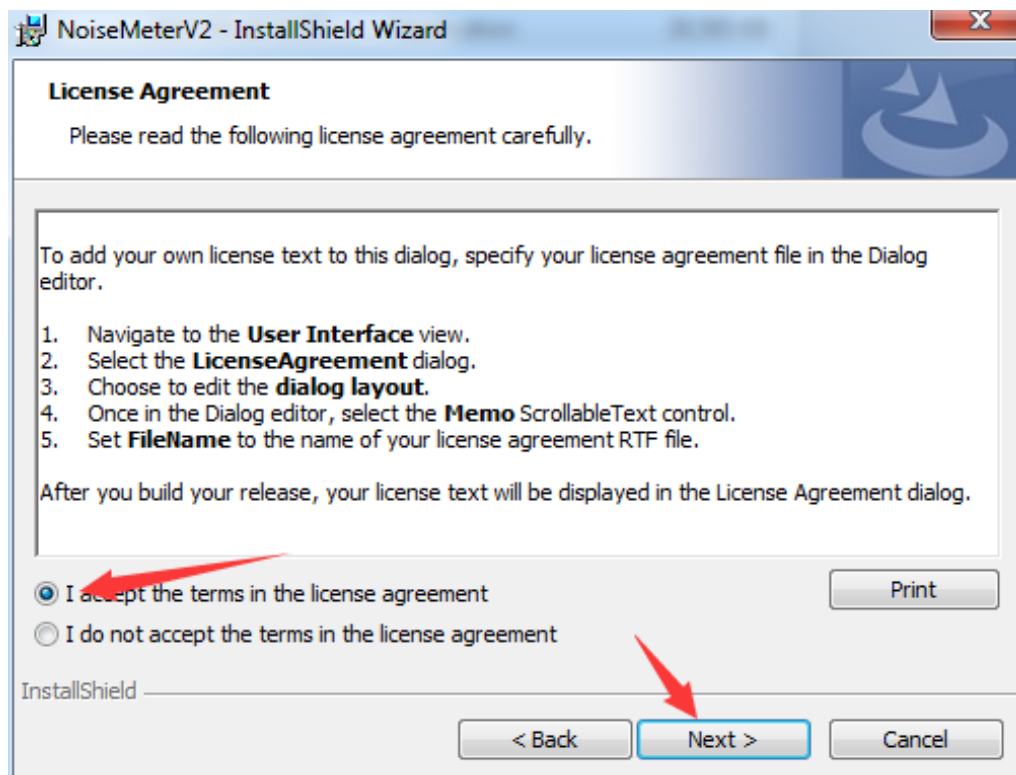 NoiseMeterV2 - InstallShield Wizard
License Agreement
Please read the following license agreement carefully.
To add your own license text to this dialog, specify your license agreement file in the Dialog
editor.
1. Navigate to the User Interface view.
2. Select the LicenseAgreement dialog.
3. Choose to edit the dialog layout.
4. Once in the Dialog editor, select the Memo ScrollableText control.
5. Set FileName to the name of your license agreement RTF file.
After you build your release, your license text will be displayed in the License Agreement dialog.
I accept the terms in the license agreement
Print
I do not accept the terms in the license agreement
InstallShield
< Back
Next >
Cancel